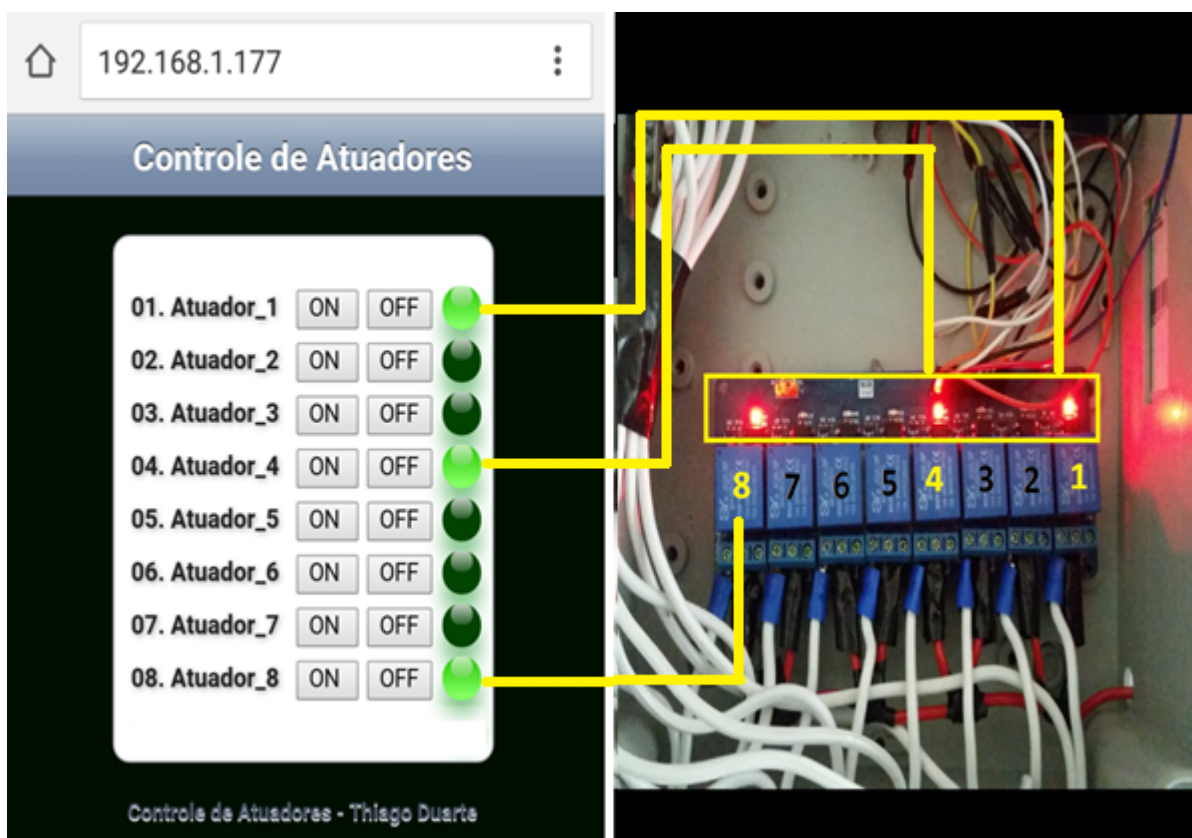 192.168.1.177
Controle de Atuadores
01. Atuador_1 ON OFF
02. Atuador_2 ON OFF
03. Atuador_3 ON OFF
04. Atuador_4 ON OFF
05. Atuador_5 ON OFF
06. Atuador_6 ON OFF
07. Atuador_7 ON OFF
08. Atuador_8 ON OFF
Controle de Atuadores - Thiago Duarte
8 7 6 5 4 3 2 1